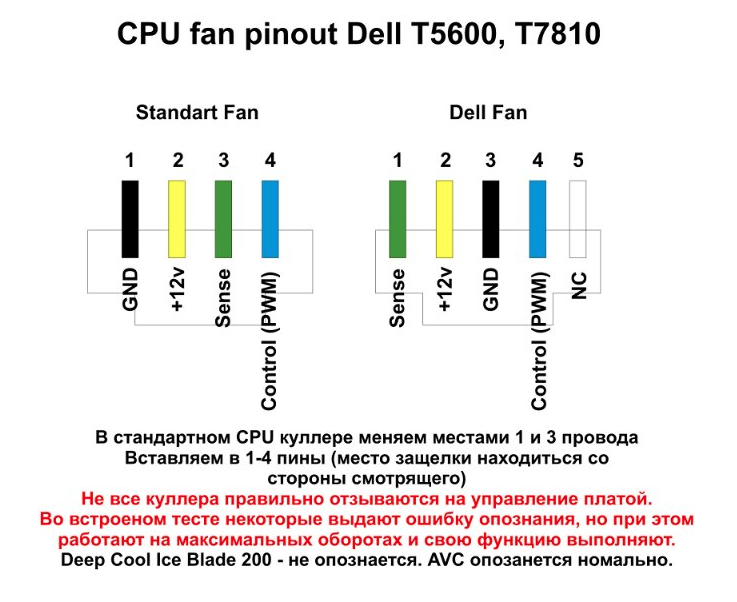 CPU fan pinout Dell T5600, T7810
Standart Fan
Dell Fan
1 2 3 4
1 2 3 4 5
GND
+12v
Sense
Control (PWM)
Sense
+12v
GND
Control (PWM)
NC
В стандартном CPU куллере меняем местами 1 и 3 провода
Вставляем в 1-4 пины (место защелки находиться со
стороны смотрящего)
Не все куллера правильно отзываются на управление платой.
Во встроеном тесте некоторые выдают ошибку опознания, но при этом
работают на максимальных оборотах и свою функцию выполняют.
Deep Cool Ice Blade 200 - не опознается. AVC опозанется номально.